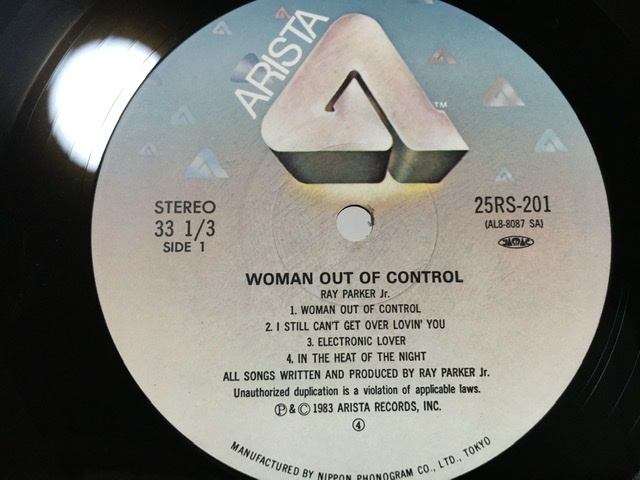 ARISTA
TM
STEREO
33 1/3
SIDE 1
25RS-201
(AL8-8087 SA)
WOMAN OUT OF CONTROL
RAY PARKER Jr.
1. WOMAN OUT OF CONTROL
2. I STILL CAN'T GET OVER LOVIN' YOU
3. ELECTRONIC LOVER
4. IN THE HEAT OF THE NIGHT
ALL SONGS WRITTEN AND PRODUCED BY RAY PARKER Jr.
Unauthorized duplication is a violation of applicable laws.
Ⓟ & © 1983 ARISTA RECORDS, INC.
④
MANUFACTURED BY NIPPON PHONOGRAM CO., LTD., TOKYO